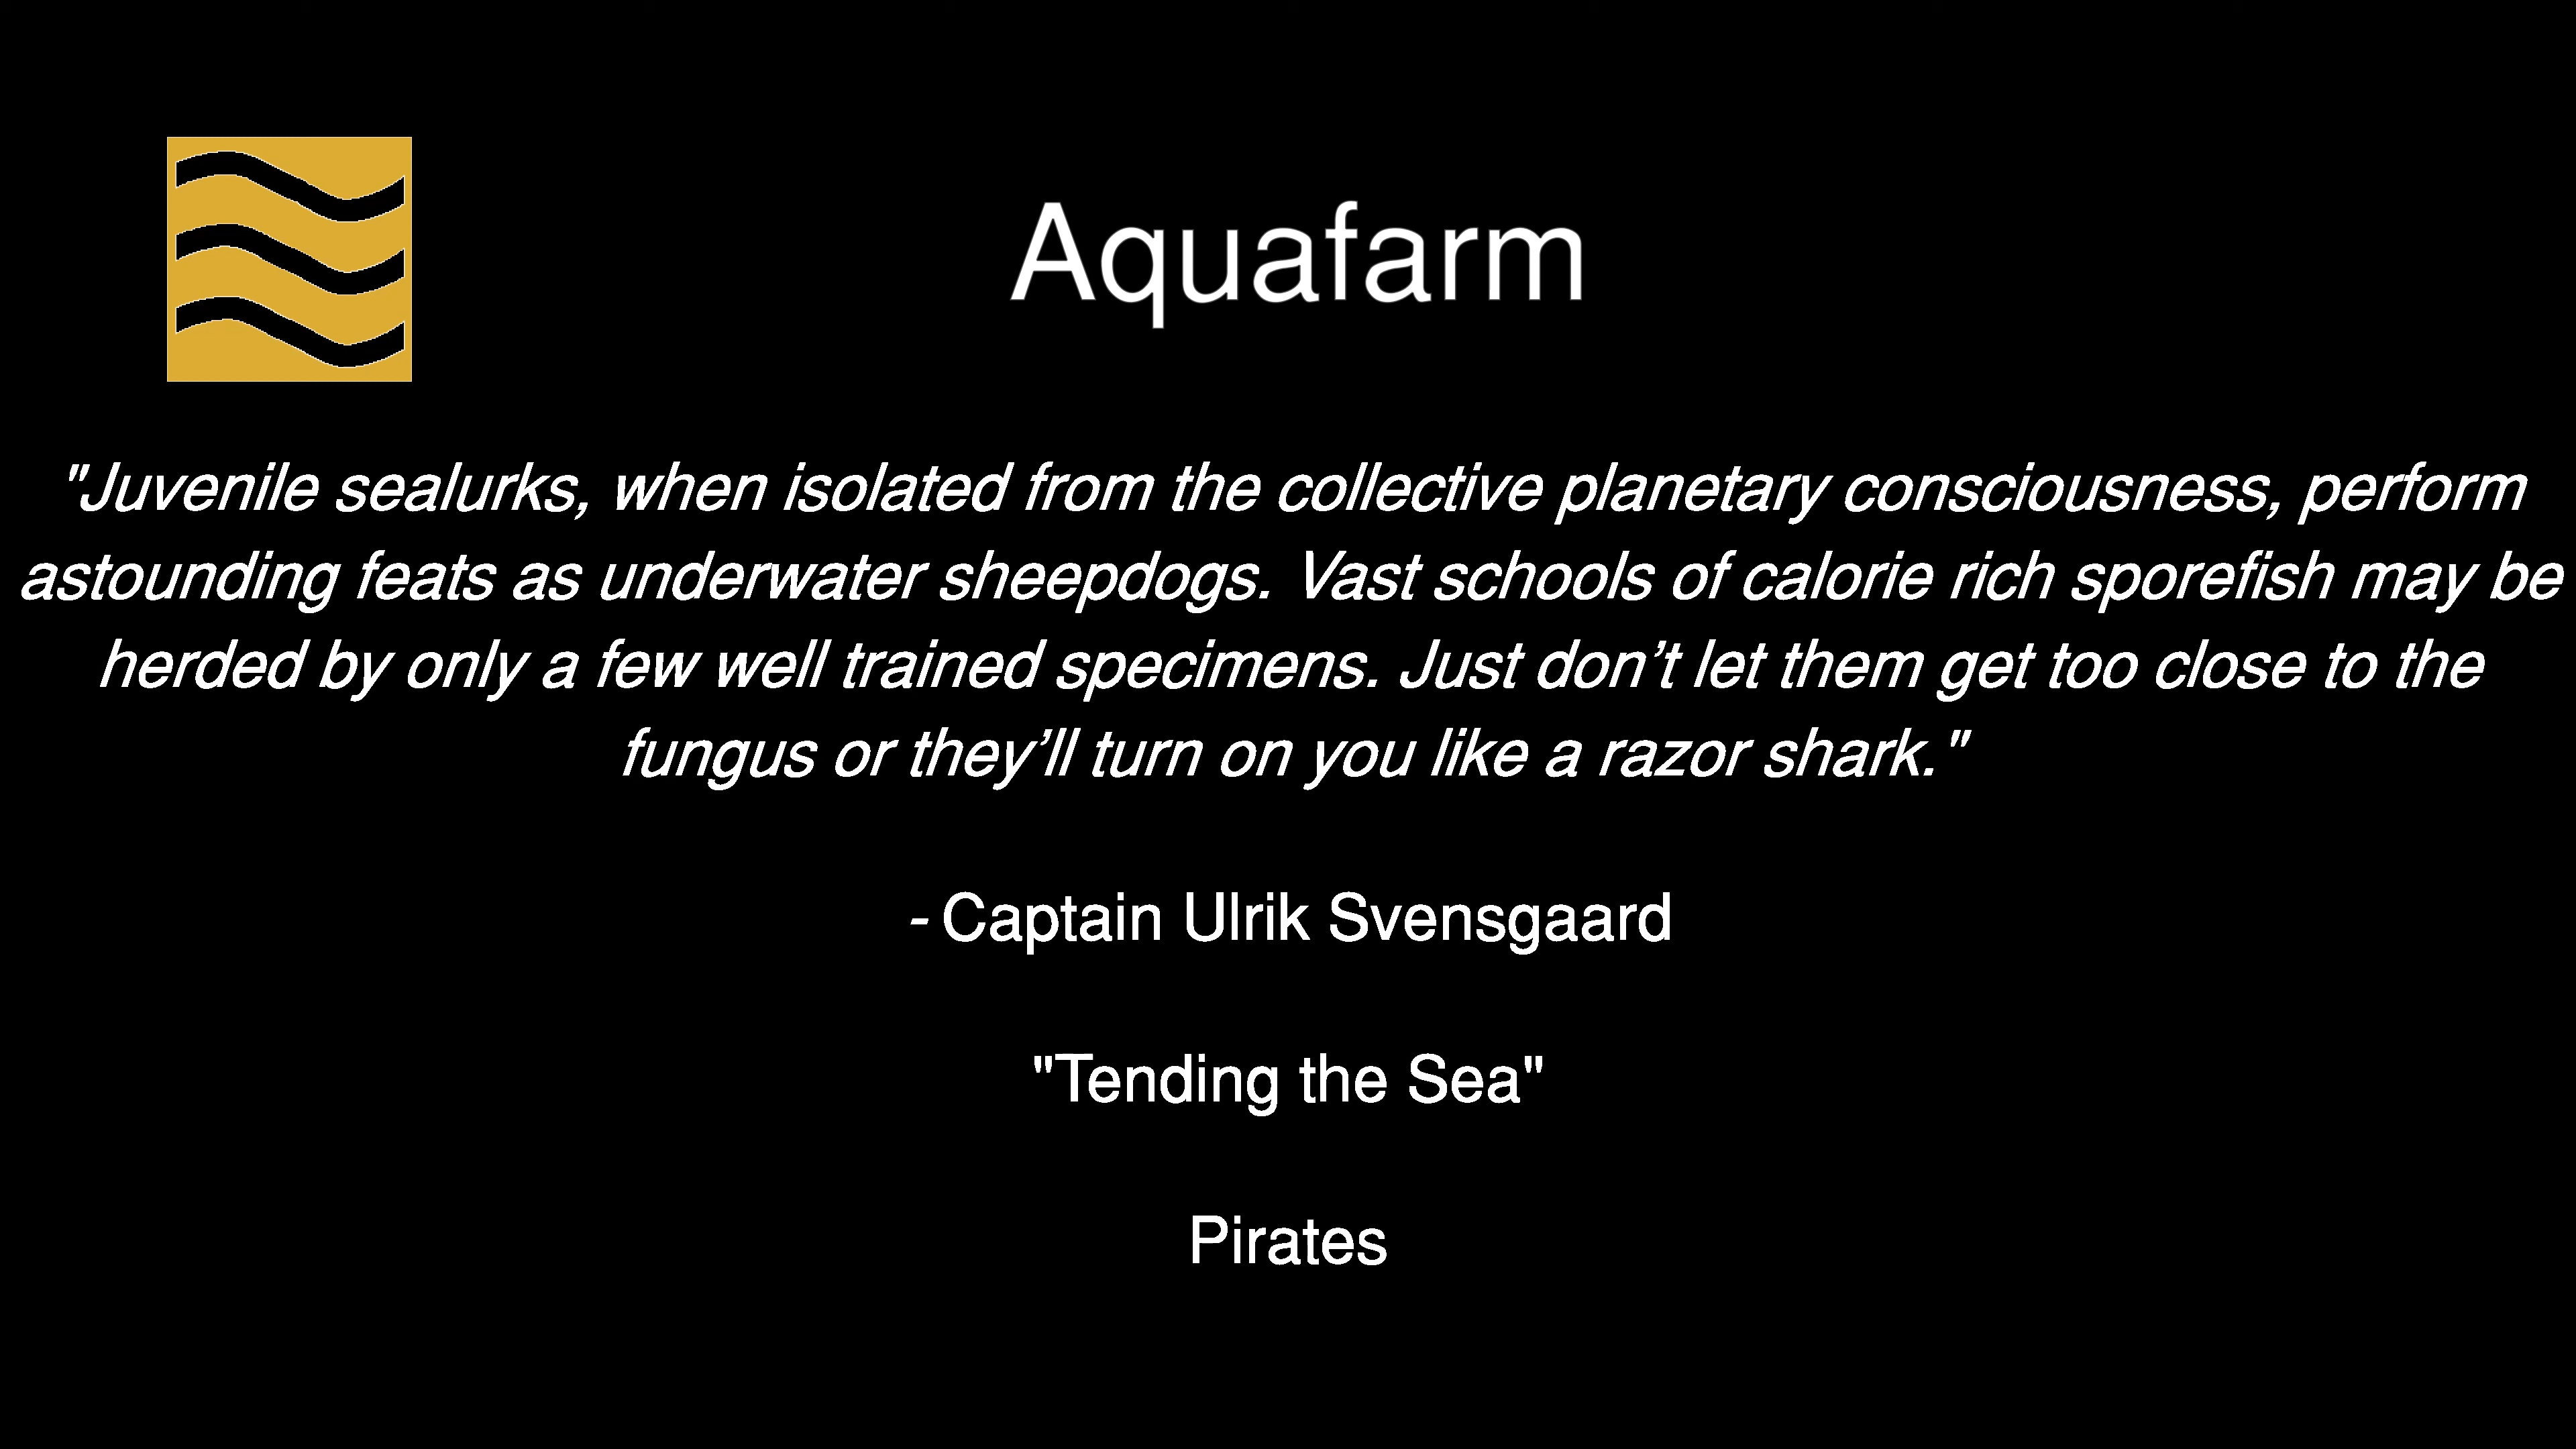 Aquafarm
"Juvenile sealurks, when isolated from the collective planetary consciousness, perform
astounding feats as underwater sheepdogs. Vast schools of calorie rich sporefish may be
herded by only a few well trained specimens. Just don’t let them get too close to the
fungus or they’ll turn on you like a razor shark."
- Captain Ulrik Svensgaard
"Tending the Sea"
Pirates